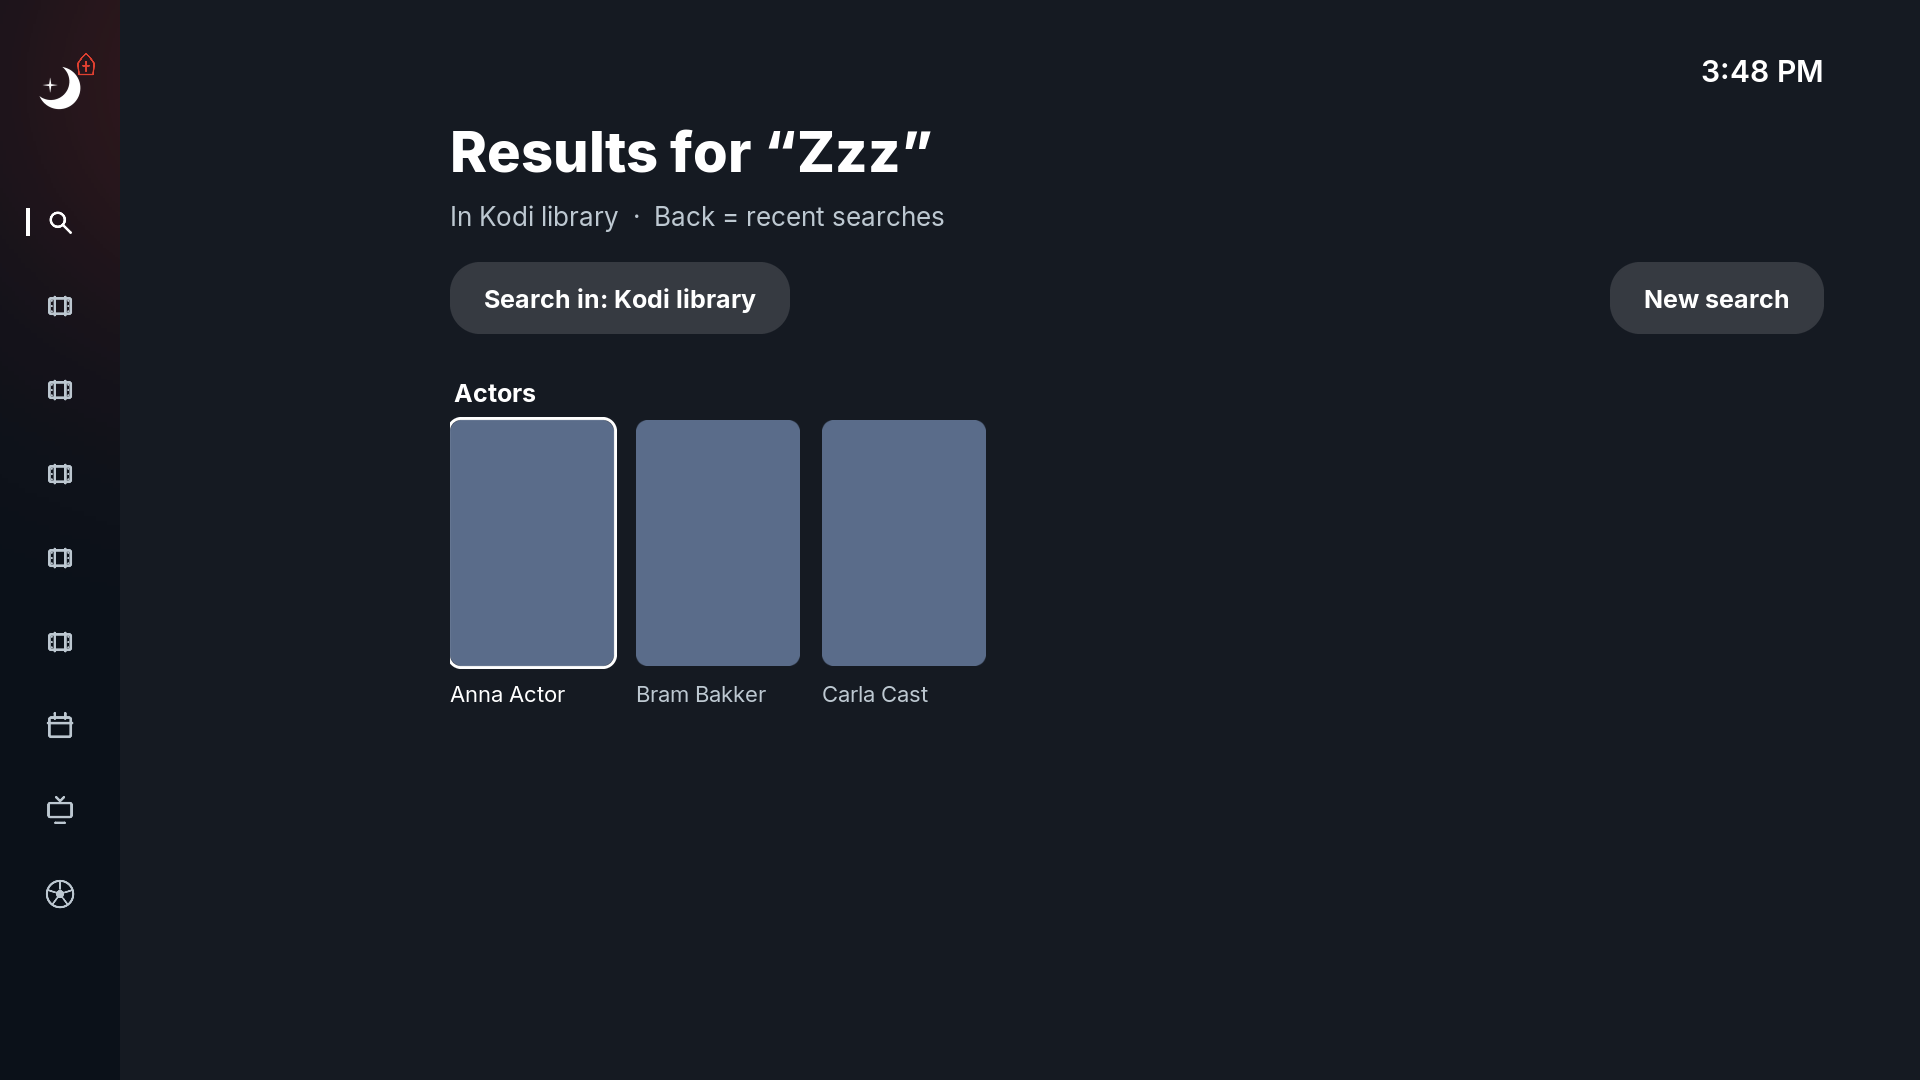 3:48 PM
Results for “Zzz”
In Kodi library · Back = recent searches
Search in: Kodi library
New search
Actors
Anna Actor
Bram Bakker
Carla Cast